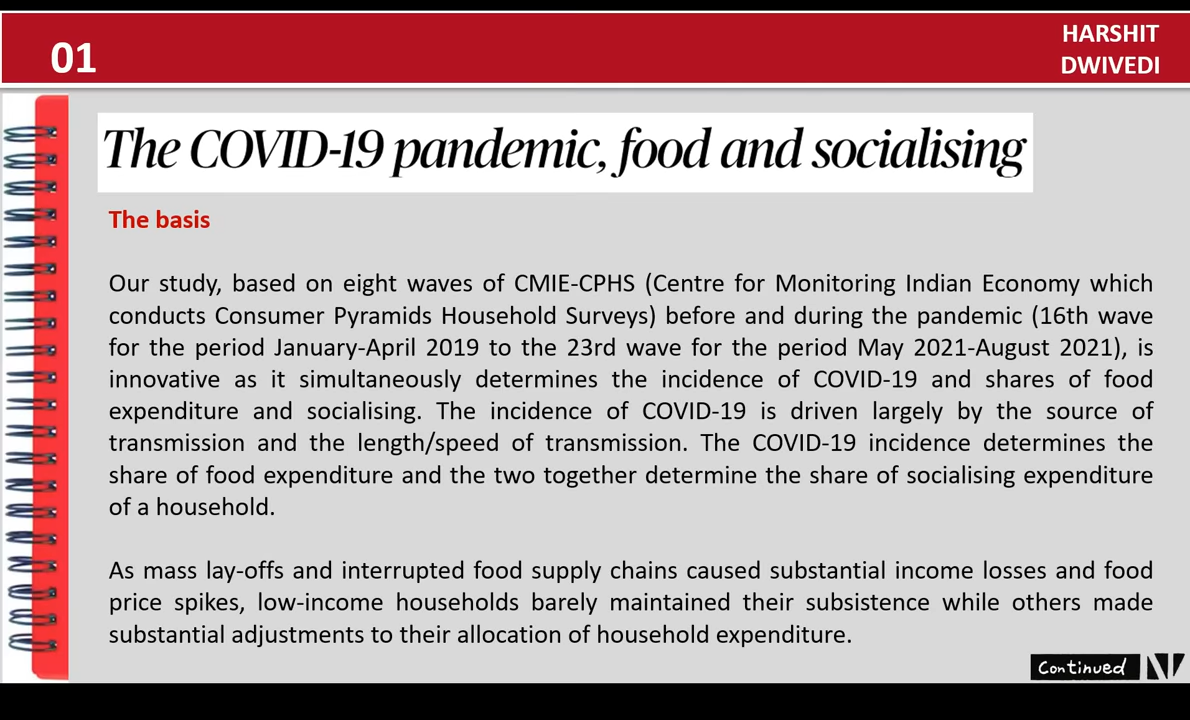 01
HARSHIT
DWIVEDI
The COVID-19 pandemic, food and socialising
The basis
Our study, based on eight waves of CMIE-CPHS (Centre for Monitoring Indian Economy which
conducts Consumer Pyramids Household Surveys) before and during the pandemic (16th wave
for the period January-April 2019 to the 23rd wave for the period May 2021-August 2021), is
innovative as it simultaneously determines the incidence of COVID-19 and shares of food
expenditure and socialising. The incidence of COVID-19 is driven largely by the source of
transmission and the length/speed of transmission. The COVID-19 incidence determines the
share of food expenditure and the two together determine the share of socialising expenditure
of a household.
As mass lay-offs and interrupted food supply chains caused substantial income losses and food
price spikes, low-income households barely maintained their subsistence while others made
substantial adjustments to their allocation of household expenditure.
Continued